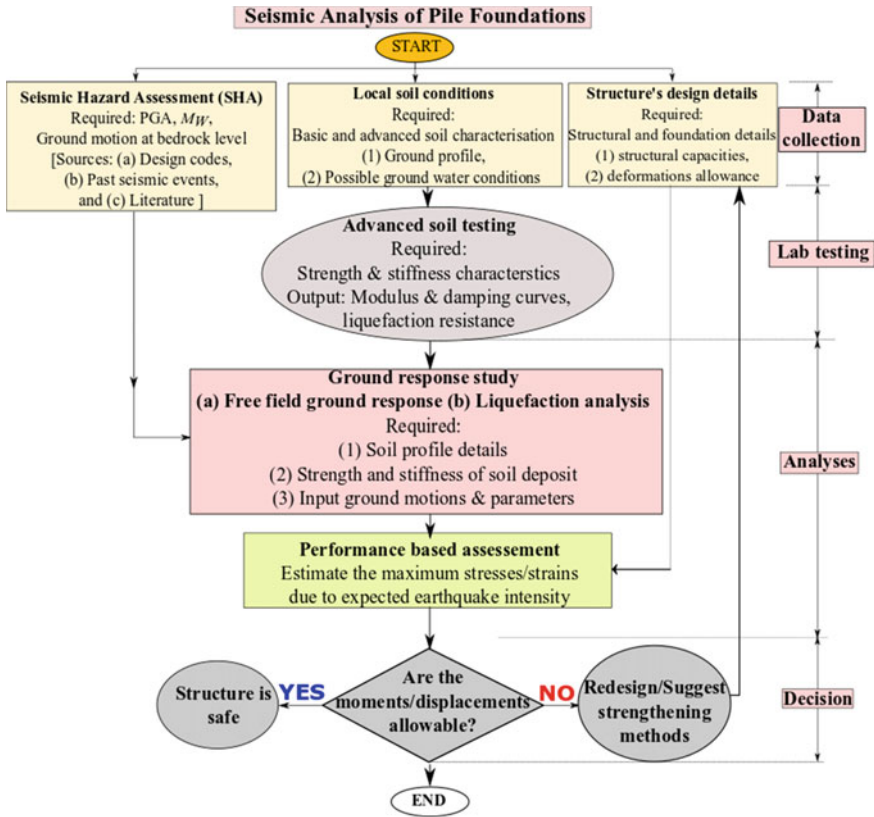 Seismic Analysis of Pile Foundations
START
Seismic Hazard Assessment (SHA)
Required: PGA, MW,
Ground motion at bedrock level
[Sources: (a) Design codes,
(b) Past seismic events,
and (c) Literature ]
Local soil conditions
Required:
Basic and advanced soil characterisation
(1) Ground profile,
(2) Possible ground water conditions
Structure's design details
Required:
Structural and foundation details
(1) structural capacities,
(2) deformations allowance
Data
collection
Advanced soil testing
Required:
Strength & stiffness characterstics
Output: Modulus & damping curves,
liquefaction resistance
Lab testing
Ground response study
(a) Free field ground response (b) Liquefaction analysis
Required:
(1) Soil profile details
(2) Strength and stiffness of soil deposit
(3) Input ground motions & parameters
Analyses
Performance based assessement
Estimate the maximum stresses/strains
due to expected earthquake intensity
Are the
moments/displacements
allowable?
YES
Structure is
safe
NO
Redesign/Suggest
strengthening
methods
Decision
END